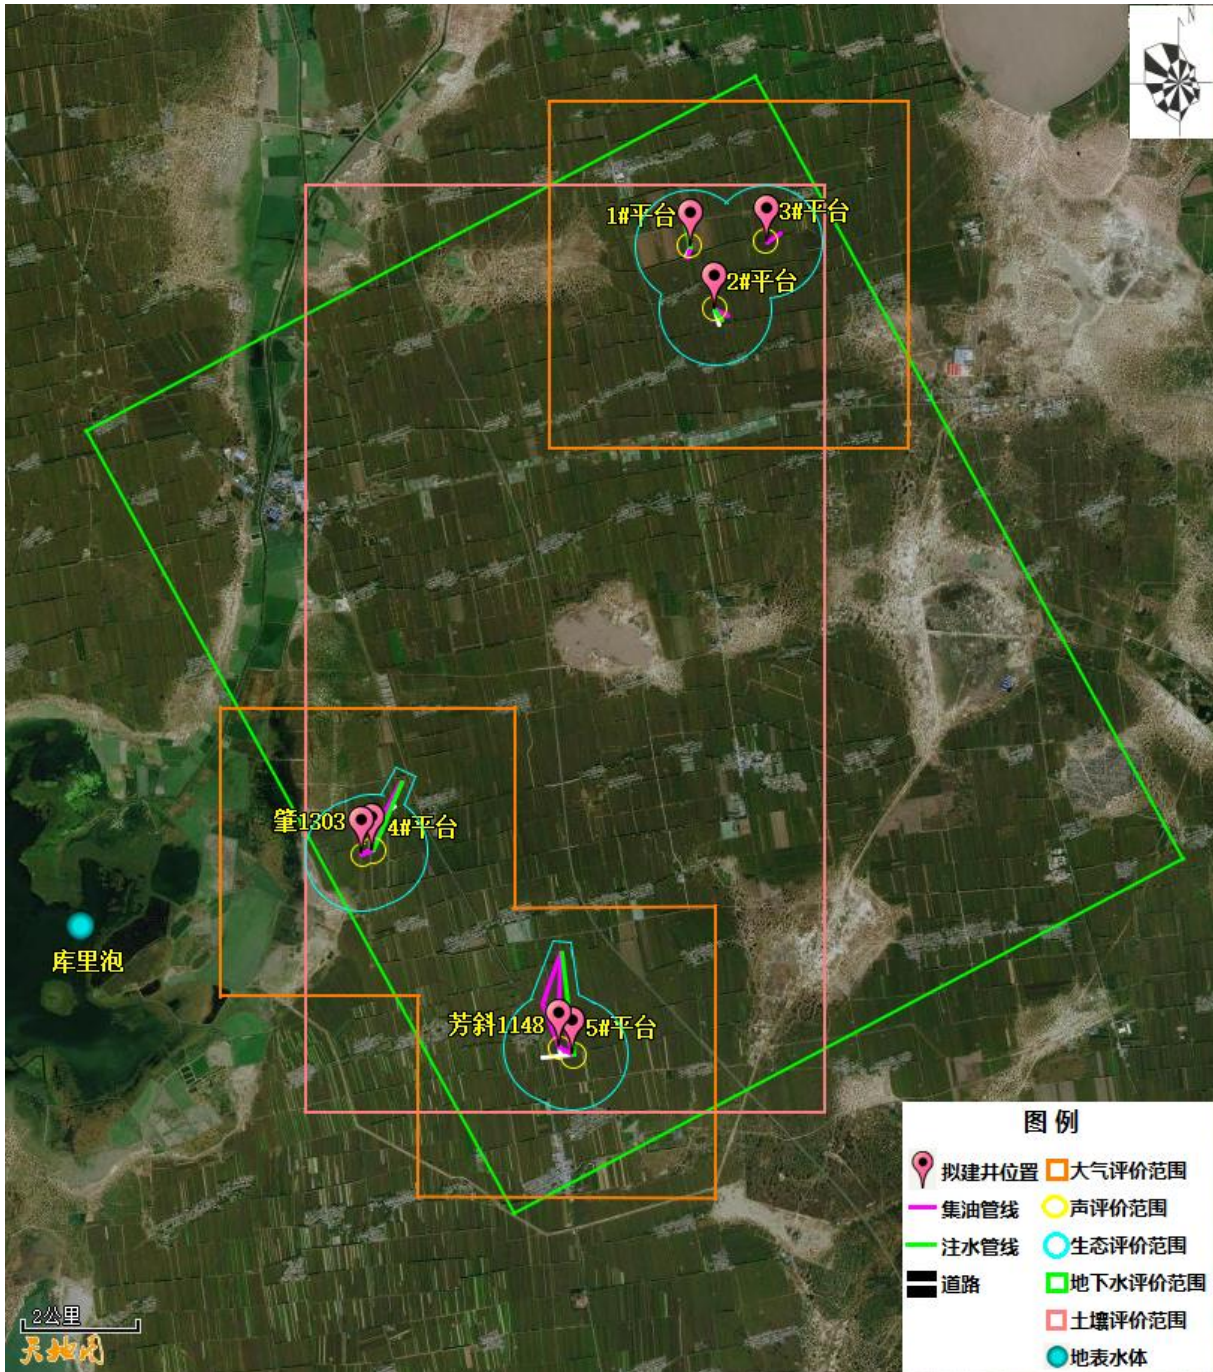 N
1#平台
3#平台
2#平台
肇1303
4#平台
库里泡
芳斜1148
5#平台
图 例
拟建井位置
大气评价范围
集油管线
声评价范围
注水管线
生态评价范围
道路
地下水评价范围
土壤评价范围
地表水体
2公里
天地图